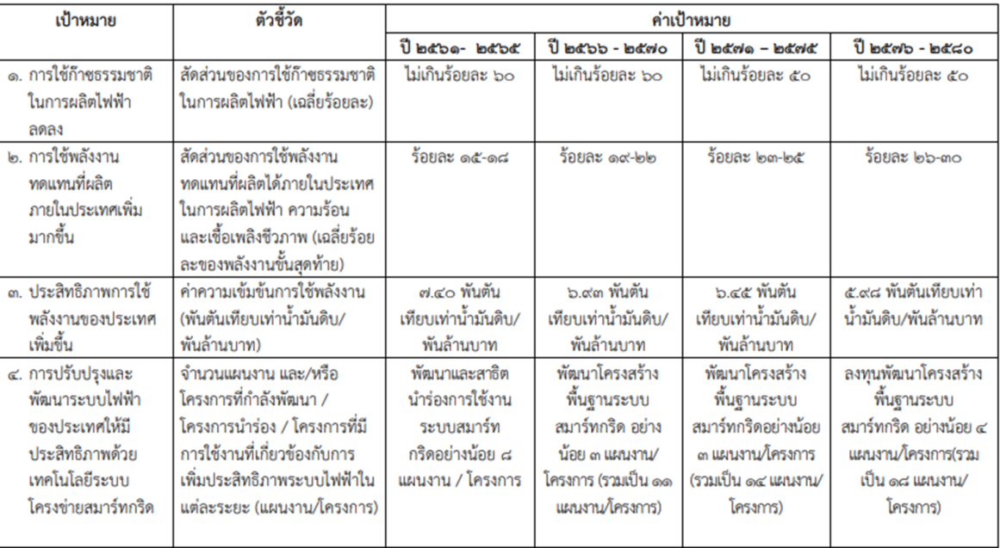 เป้าหมาย
ตัวชี้วัด
ค่าเป้าหมาย
ปี ๒๕๖๑- ๒๕๖๕
ปี ๒๕๖๖ - ๒๕๗๐
ปี ๒๕๗๑ – ๒๕๗๕
ปี ๒๕๗๖ - ๒๕๘๐
๑. การใช้ก๊าซธรรมชาติ
ในการผลิตไฟฟ้า
ลดลง
สัดส่วนของการใช้ก๊าซธรรมชาติ
ในการผลิตไฟฟ้า (เฉลี่ยร้อยละ)
ไม่เกินร้อยละ ๖๐
ไม่เกินร้อยละ ๖๐
ไม่เกินร้อยละ ๕๐
ไม่เกินร้อยละ ๕๐
๒. การใช้พลังงาน
ทดแทนที่ผลิต
ภายในประเทศเพิ่ม
มากขึ้น
สัดส่วนของการใช้พลังงาน
ทดแทนที่ผลิตได้ภายในประเทศ
ในการผลิตไฟฟ้า ความร้อน
และเชื้อเพลิงชีวภาพ (เฉลี่ยร้อย
ละของพลังงานขั้นสุดท้าย)
ร้อยละ ๑๕-๑๘
ร้อยละ ๑๙-๒๒
ร้อยละ ๒๓-๒๕
ร้อยละ ๒๖-๓๐
๓. ประสิทธิภาพการใช้
พลังงานของประเทศ
เพิ่มขึ้น
ค่าความเข้มข้นการใช้พลังงาน
(พันตันเทียบเท่าน้ำมันดิบ/
พันล้านบาท)
๗.๔๐ พันตัน
เทียบเท่าน้ำมันดิบ/
พันล้านบาท
๖.๙๓ พันตัน
เทียบเท่าน้ำมันดิบ/
พันล้านบาท
๖.๔๕ พันตัน
เทียบเท่าน้ำมันดิบ/
พันล้านบาท
๕.๙๘ พันตันเทียบเท่า
น้ำมันดิบ/พันล้านบาท
๔. การปรับปรุงและ
พัฒนาระบบไฟฟ้า
ของประเทศให้มี
ประสิทธิภาพด้วย
เทคโนโลยีระบบ
โครงข่ายสมาร์ทกริด
จำนวนแผนงาน และ/หรือ
โครงการที่กำลังพัฒนา /
โครงการนำร่อง / โครงการที่มี
การใช้งานที่เกี่ยวข้องกับการ
เพิ่มประสิทธิภาพระบบไฟฟ้าใน
แต่ละระยะ (แผนงาน/โครงการ)
พัฒนาและสาธิต
นำร่องการใช้งาน
ระบบสมาร์ท
กริดอย่างน้อย ๘
แผนงาน / โครงการ
พัฒนาโครงสร้าง
พื้นฐานระบบ
สมาร์ทกริด อย่าง
น้อย ๓ แผนงาน/
โครงการ (รวมเป็น ๑๑
แผนงาน/โครงการ)
พัฒนาโครงสร้าง
พื้นฐานระบบ
สมาร์ทกริดอย่างน้อย
๓ แผนงาน/โครงการ
(รวมเป็น ๑๔ แผนงาน/
โครงการ)
ลงทุนพัฒนาโครงสร้าง
พื้นฐานระบบ
สมาร์ทกริด อย่างน้อย ๔
แผนงาน/โครงการ(รวม
เป็น ๑๘ แผนงาน/
โครงการ)